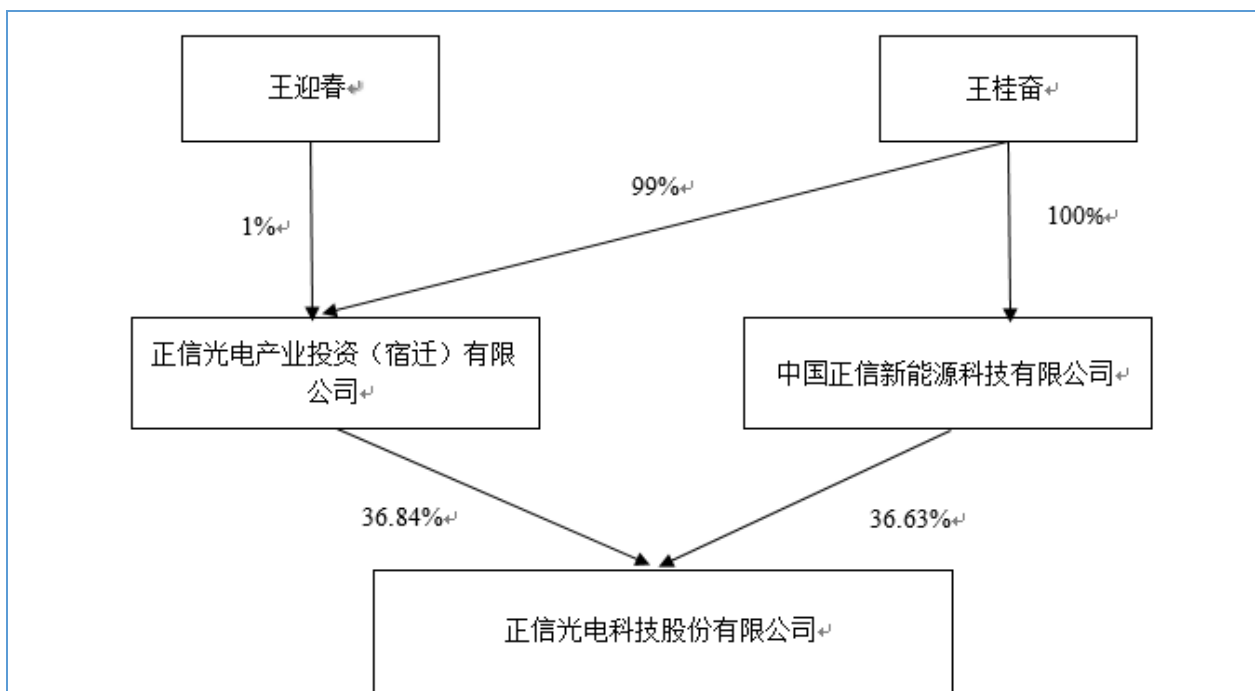 王迎春
王桂奋
99%
1%
100%
正信光电产业投资（宿迁）有限
公司
中国正信新能源科技有限公司
36.84%
36.63%
正信光电科技股份有限公司